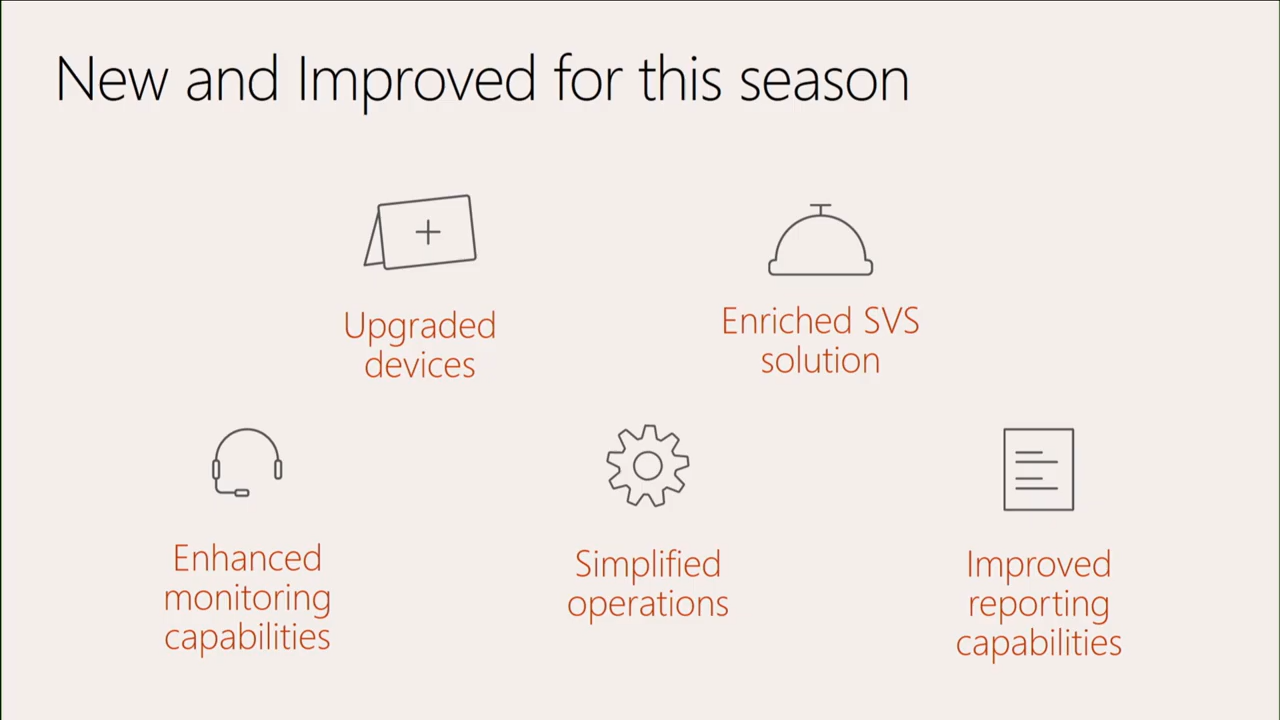 New and Improved for this season
Upgraded
devices
Enriched SVS
solution
Enhanced
monitoring
capabilities
Simplified
operations
Improved
reporting
capabilities